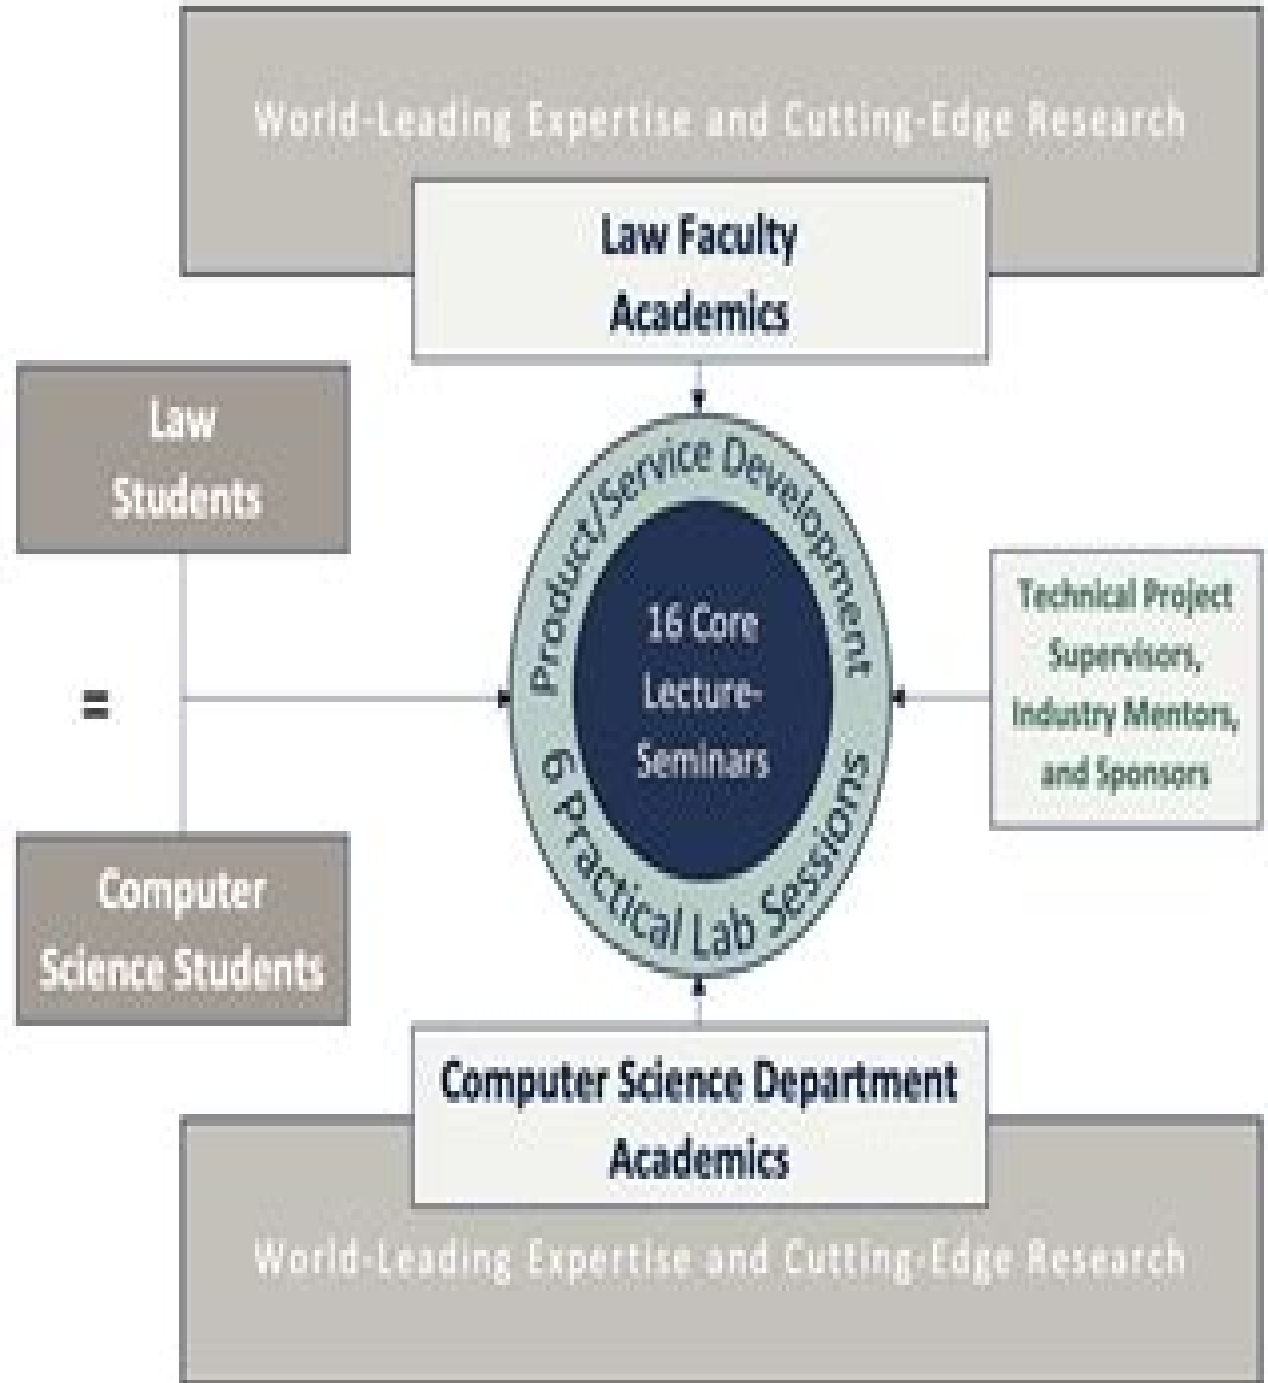 World-Leading Expertise and Cutting-Edge Research
Law Faculty
Academics
Law
Students
Product/Service Development
16 Core
Lecture-
Seminars
6 Practical Lab Sessions
Technical Project
Supervisors,
Industry Mentors,
and Sponsors
=
Computer
Science Students
Computer Science Department
Academics
World-Leading Expertise and Cutting-Edge Research